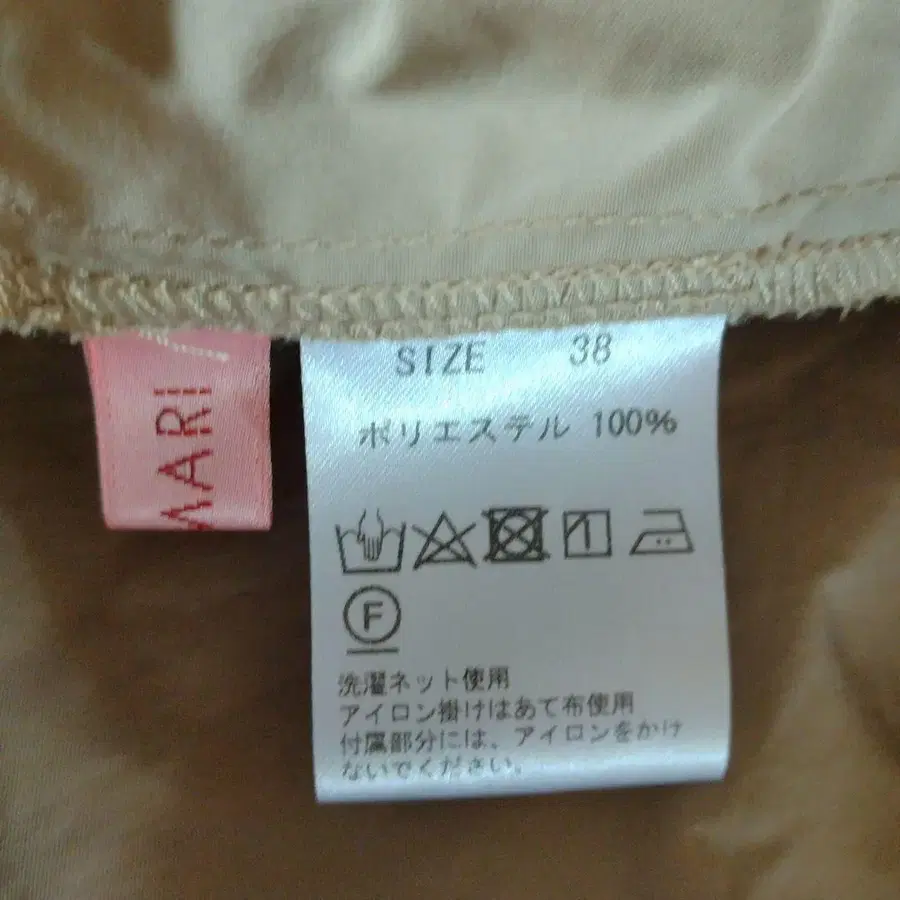 MARI
SIZE 38
ポリエステル 100%
F
洗濯ネット使用
アイロン掛けはあて布使用
付属部分には、アイロンをかけ
ないでください。